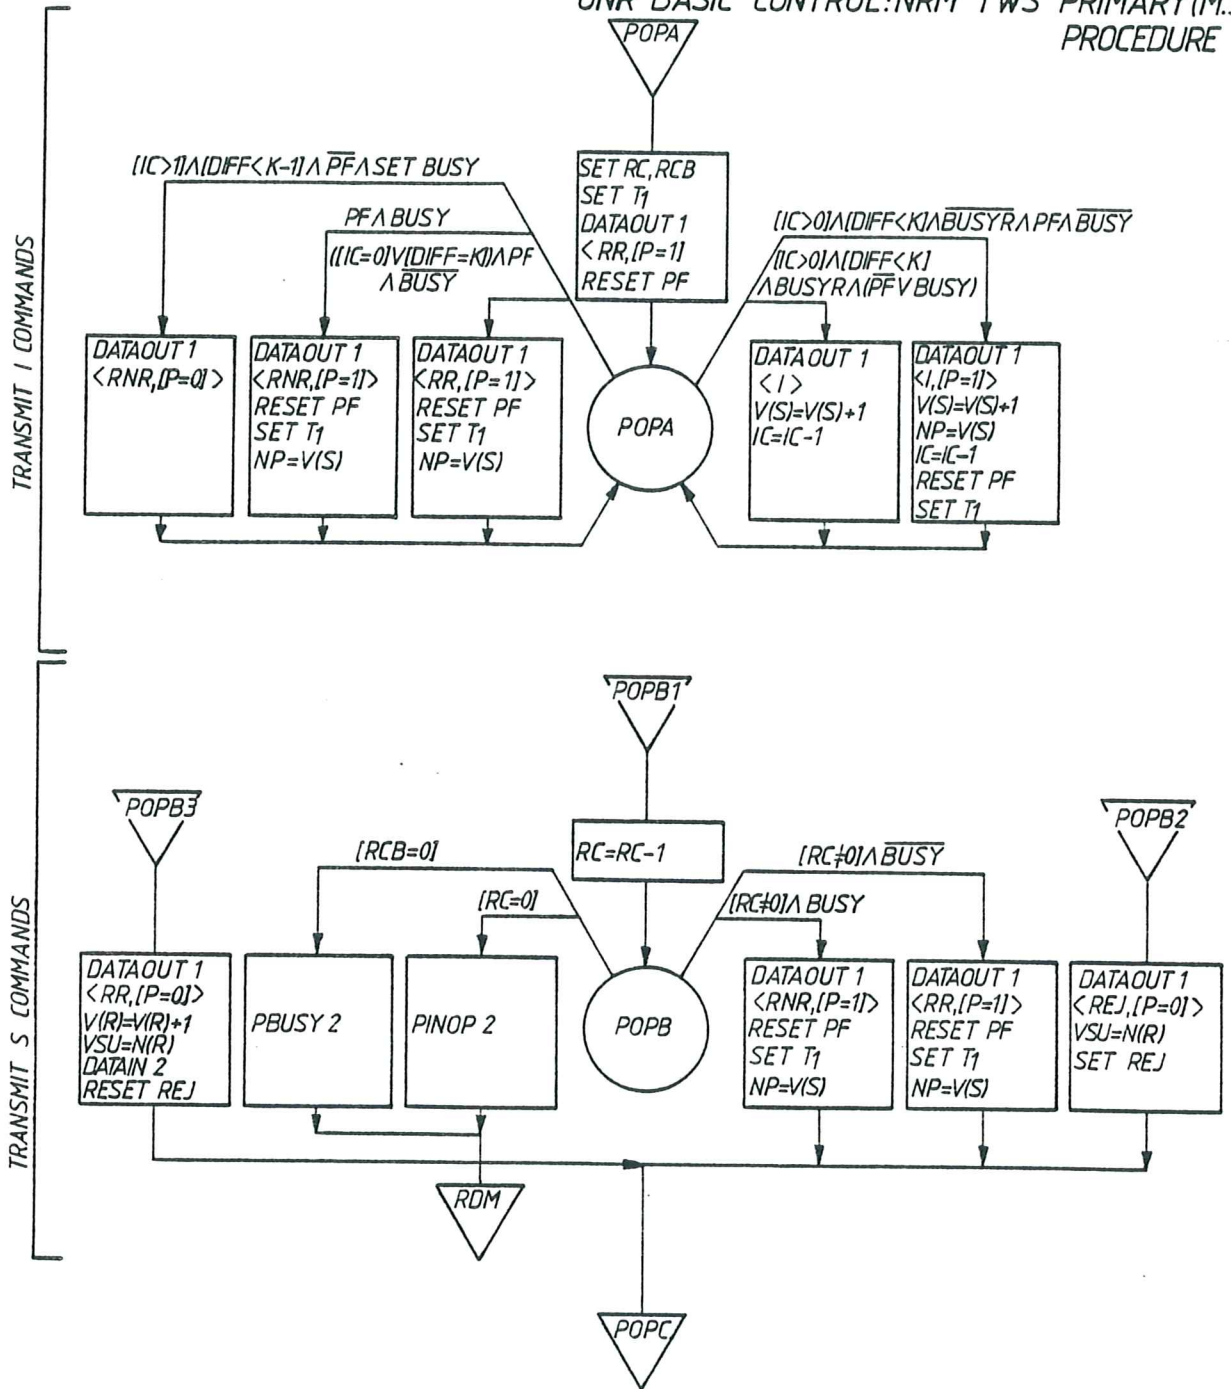 UNR BASIC CONTROL:NRM TWS PRIMARY(M.
PROCEDURE
TRANSMIT I COMMANDS
POPA
[IC>1]∧[DIFF<K-1]∧P̅F̅∧SET BUSY
PF∧BUSY
([IC=0]∨[DIFF=K])∧PF
∧B̅U̅S̅Y̅
SET RC,RCB
SET T1
DATAOUT 1
<RR,[P=1]
RESET PF
[IC>0]∧[DIFF<K]∧B̅U̅S̅Y̅R̅∧PF∧B̅U̅S̅Y̅
[IC>0]∧[DIFF<K]
∧BUSYR∧(P̅F̅∨BUSY)
DATAOUT 1
<RNR,[P=0]>
DATAOUT 1
<RNR,[P=1]>
RESET PF
SET T1
NP=V(S)
DATAOUT 1
<RR,[P=1]>
RESET PF
SET T1
NP=V(S)
POPA
DATAOUT 1
<I>
V(S)=V(S)+1
IC=IC-1
DATAOUT 1
<I,[P=1]>
V(S)=V(S)+1
NP=V(S)
IC=IC-1
RESET PF
SET T1
TRANSMIT S COMMANDS
POPB1
POPB3
POPB2
RC=RC-1
[RCB=0]
[RC=0]
[RC≠0]∧B̅U̅S̅Y̅
[RC≠0]∧BUSY
DATAOUT 1
<RR,[P=0]>
V(R)=V(R)+1
VSU=N(R)
DATAIN 2
RESET REJ
PBUSY 2
PINOP 2
POPB
DATAOUT 1
<RNR,[P=1]>
RESET PF
SET T1
NP=V(S)
DATAOUT 1
<RR,[P=1]>
RESET PF
SET T1
NP=V(S)
DATAOUT 1
<REJ,[P=0]>
VSU=N(R)
SET REJ
RDM
POPC